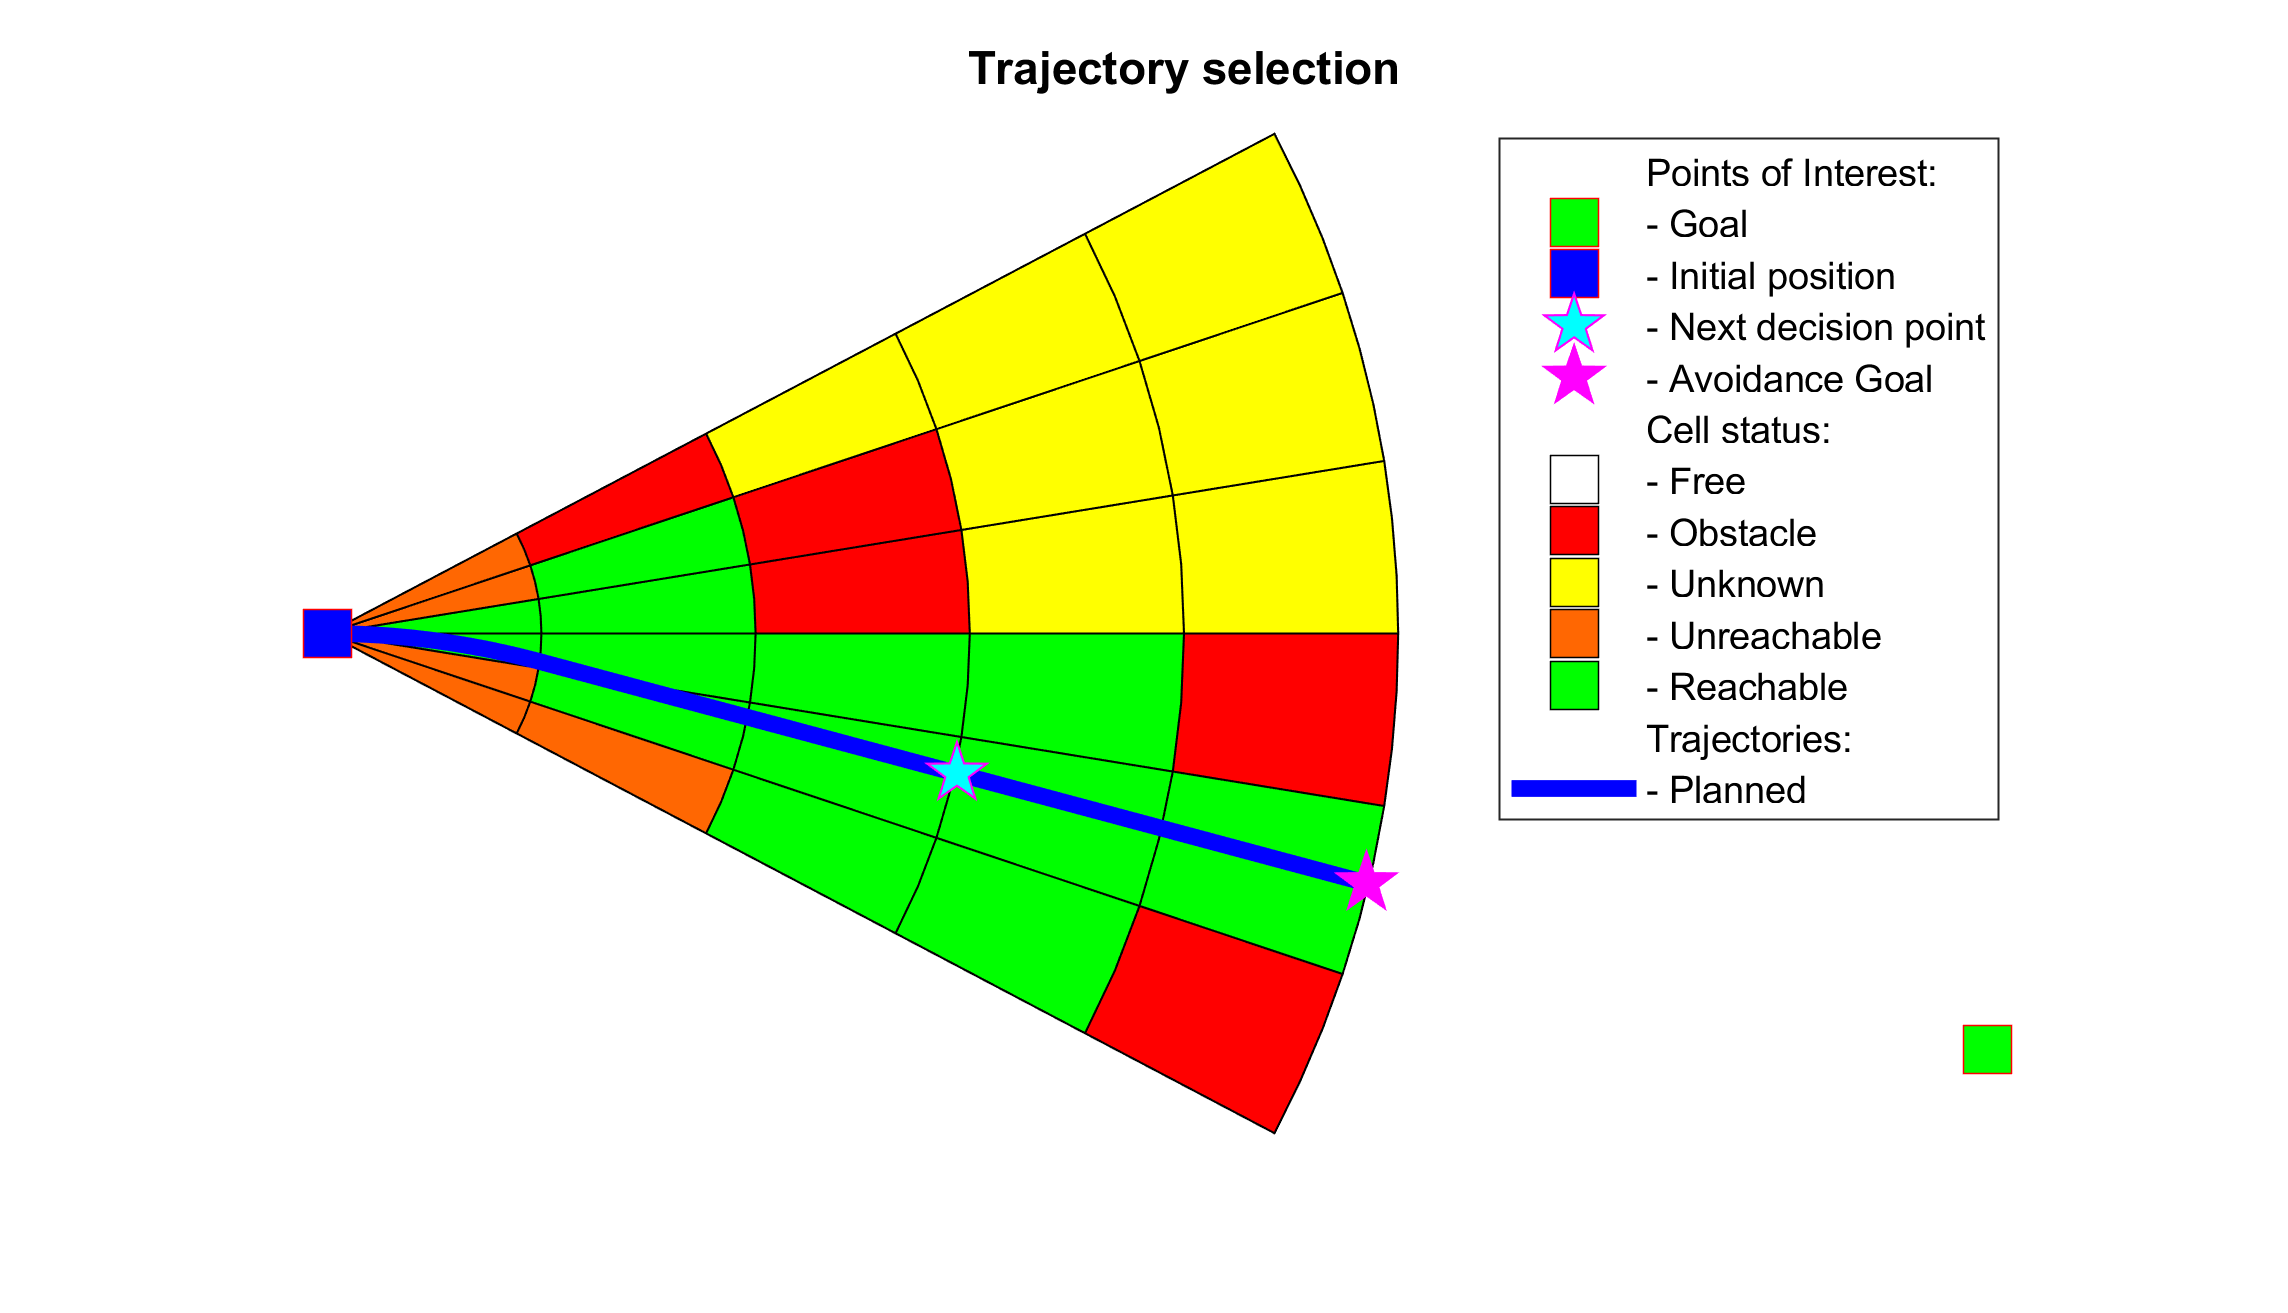 Trajectory selection
Points of Interest:
- Goal
- Initial position
- Next decision point
- Avoidance Goal
Cell status:
- Free
- Obstacle
- Unknown
- Unreachable
- Reachable
Trajectories:
- Planned